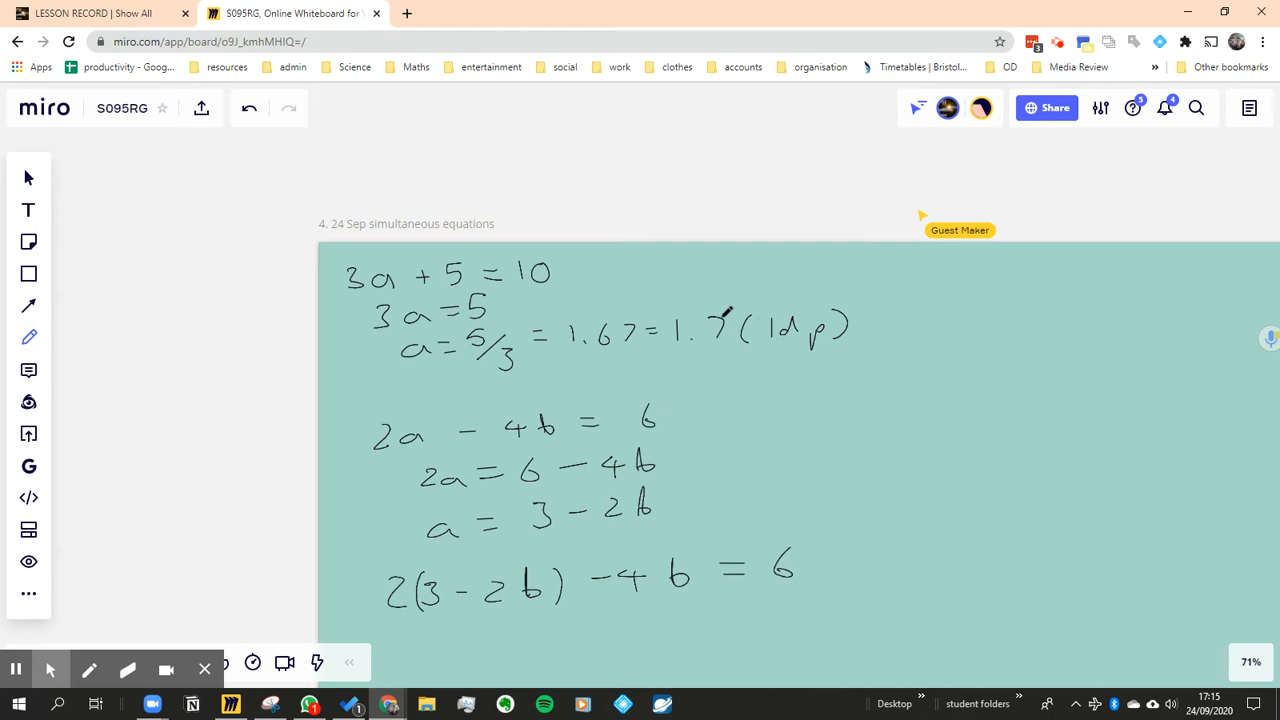 LESSON RECORD | Show All
S095RG, Online Whiteboard for
miro.com/app/board/o9J_kmhMHIQ=/
Apps productivity - Goog... resources admin Science Maths entertainment social work clothes accounts organisation Timetables | Bristol... OD Media Review » Other bookmarks
miro S095RG Share 5 4
3
4. 24 Sep simultaneous equations
Guest Maker
3a + 5 = 10
3a = 5
a = 5/3 = 1.67 = 1.7 (1dp)
2a - 4b = 6
2a = 6 - 4b
a = 3 - 2b
2(3 - 2b) - 4b = 6
71%
Desktop » student folders »
17:15
24/09/2020